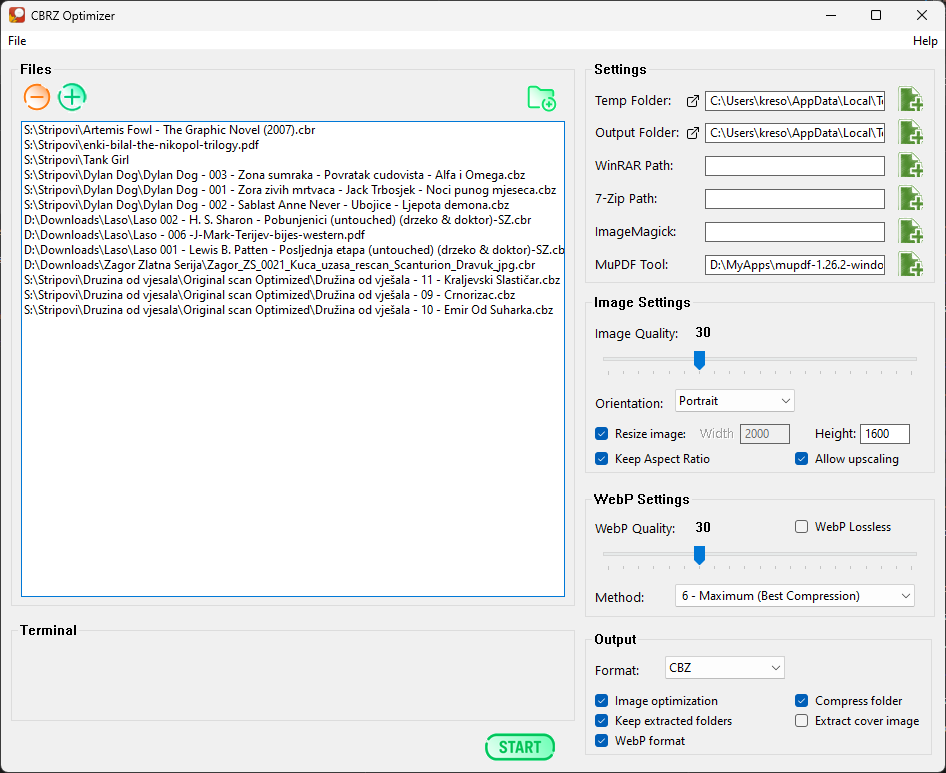 CBRZ Optimizer
File
Help
Files
S:\Stripovi\Artemis Fowl - The Graphic Novel (2007).cbr
S:\Stripovi\enki-bilal-the-nikopol-trilogy.pdf
S:\Stripovi\Tank Girl
S:\Stripovi\Dylan Dog\Dylan Dog - 003 - Zona sumraka - Povratak cudovista - Alfa i Omega.cbz
S:\Stripovi\Dylan Dog\Dylan Dog - 001 - Zora zivih mrtvaca - Jack Trbosjek - Noci punog mjeseca.cbz
S:\Stripovi\Dylan Dog\Dylan Dog - 002 - Sablast Anne Never - Ubojice - Ljepota demona.cbz
D:\Downloads\Laso\Laso 002 - H. S. Sharon - Pobunjenici (untouched) (drzeko & doktor)-SZ.cbr
D:\Downloads\Laso\Laso - 006 -J-Mark-Terijev-bijes-western.pdf
D:\Downloads\Laso\Laso 001 - Lewis B. Patten - Posljednja etapa (untouched) (drzeko & doktor)-SZ.cb
D:\Downloads\Zagor Zlatna Serija\Zagor_ZS_0021_Kuca_uzasa_rescan_Scanturion_Dravuk_jpg.cbr
S:\Stripovi\Druzina od vjesala\Original scan Optimized\Družina od vješala - 11 - Kraljevski Slastičar.cbz
S:\Stripovi\Druzina od vjesala\Original scan Optimized\Družina od vješala - 09 - Crnorizac.cbz
S:\Stripovi\Druzina od vjesala\Original scan Optimized\Družina od vješala - 10 - Emir Od Suharka.cbz
Terminal
START
Settings
Temp Folder: C:\Users\kreso\AppData\Local\Te
Output Folder: C:\Users\kreso\AppData\Local\Te
WinRAR Path:
7-Zip Path:
ImageMagick:
MuPDF Tool: D:\MyApps\mupdf-1.26.2-windo
Image Settings
Image Quality: 30
Orientation: Portrait
Resize image: Width 2000 Height: 1600
Keep Aspect Ratio Allow upscaling
WebP Settings
WebP Quality: 30 WebP Lossless
Method: 6 - Maximum (Best Compression)
Output
Format: CBZ
Image optimization Compress folder
Keep extracted folders Extract cover image
WebP format